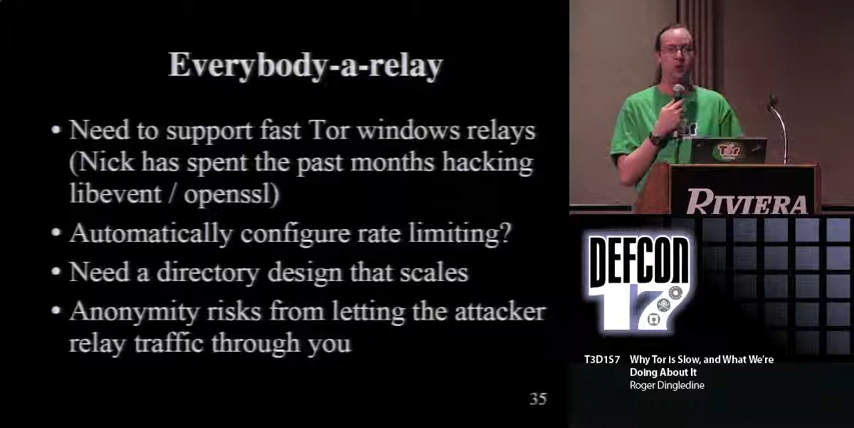 Everybody-a-relay
• Need to support fast Tor windows relays
(Nick has spent the past months hacking
libevent / openssl)
• Automatically configure rate limiting?
• Need a directory design that scales
• Anonymity risks from letting the attacker
relay traffic through you
35
Tor
RIVIERA
DEFCON
17
T3D1S7 Why Tor is Slow, and What We're
Doing About It
Roger Dingledine